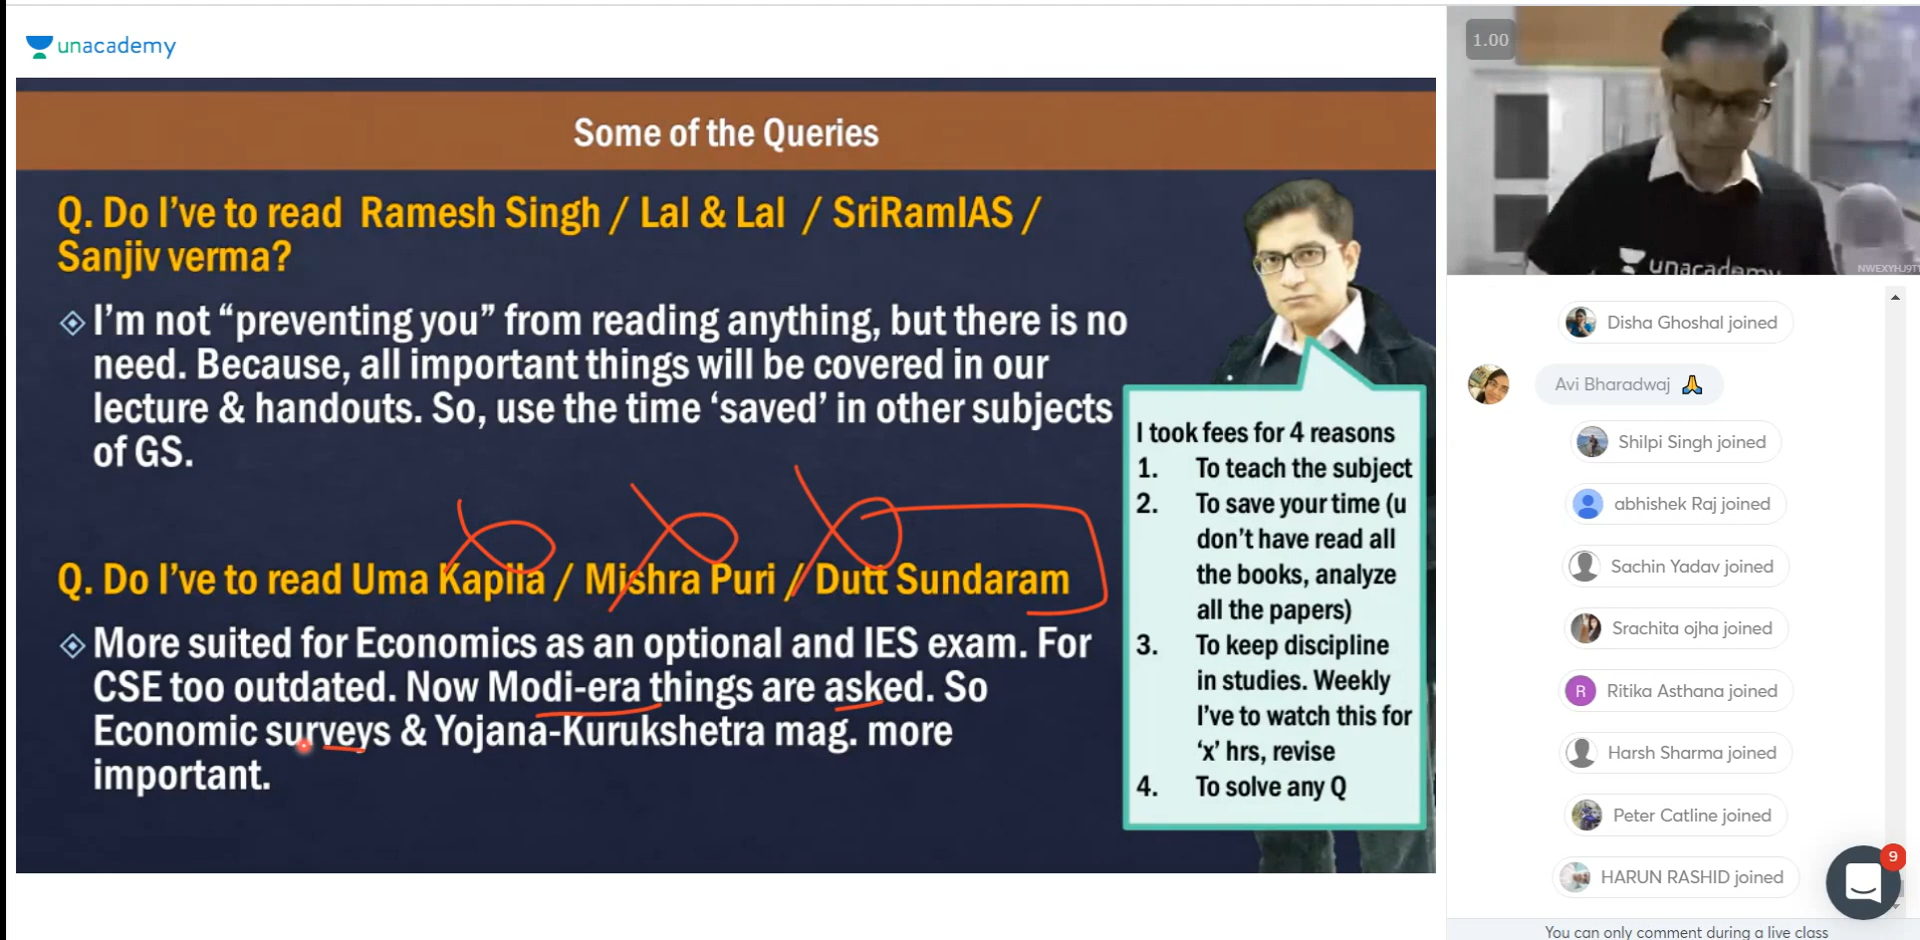 unacademy
Some of the Queries
Q. Do I've to read Ramesh Singh / Lal & Lal / SriRamIAS /
Sanjiv verma?
I'm not “preventing you” from reading anything, but there is no
need. Because, all important things will be covered in our
lecture & handouts. So, use the time ‘saved’ in other subjects
of GS.
Q. Do I've to read Uma Kapila / Mishra Puri / Dutt Sundaram
More suited for Economics as an optional and IES exam. For
CSE too outdated. Now Modi-era things are asked. So
Economic surveys & Yojana-Kurukshetra mag. more
important.
I took fees for 4 reasons
1. To teach the subject
2. To save your time (u
don't have read all
the books, analyze
all the papers)
3. To keep discipline
in studies. Weekly
I've to watch this for
‘x’ hrs, revise
4. To solve any Q
1.00
unacademy
Disha Ghoshal joined
Avi Bharadwaj 🙏
Shilpi Singh joined
abhishek Raj joined
Sachin Yadav joined
Srachita ojha joined
R Ritika Asthana joined
Harsh Sharma joined
Peter Catline joined
HARUN RASHID joined
9
You can only comment during a live class